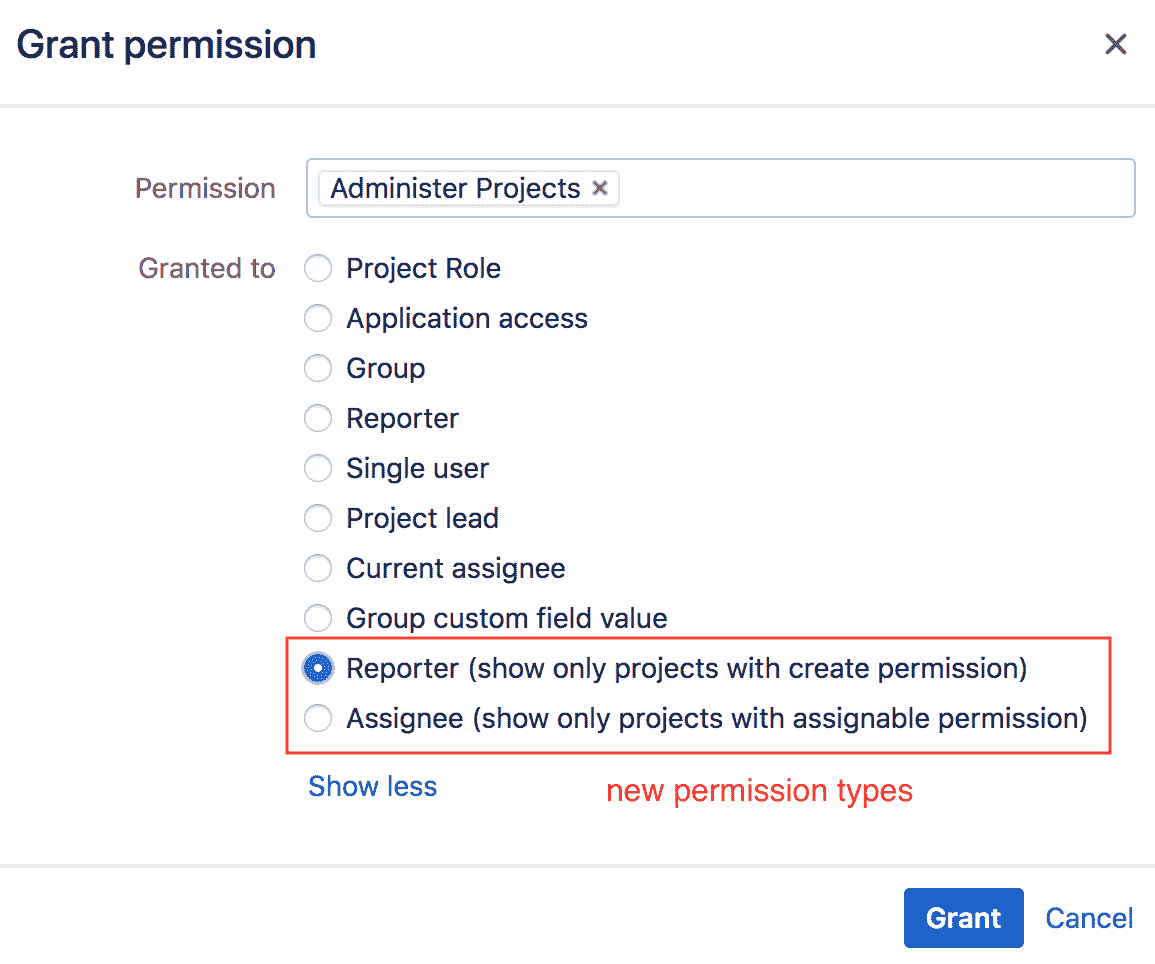 Grant permission
Permission
Administer Projects
Granted to
Project Role
Application access
Group
Reporter
Single user
Project lead
Current assignee
Group custom field value
Reporter (show only projects with create permission)
Assignee (show only projects with assignable permission)
Show less
new permission types
Grant
Cancel